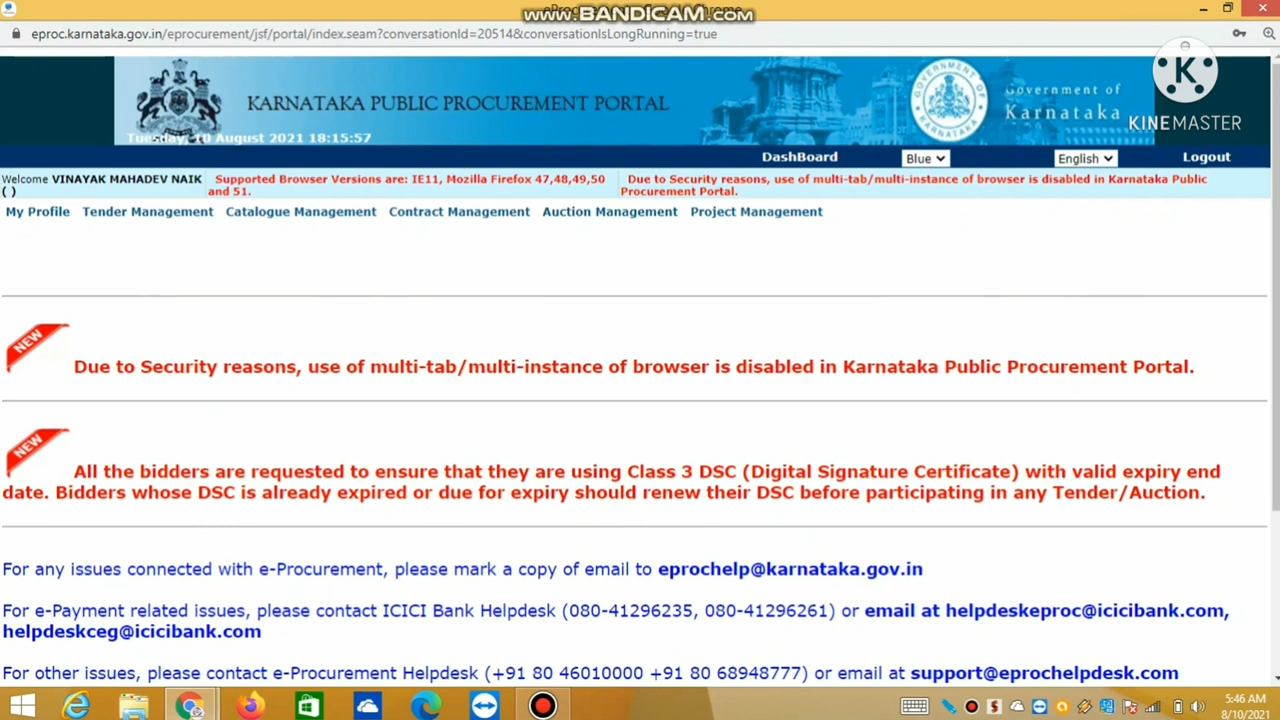 www.BANDICAM.com
eproc.karnataka.gov.in/eprocurement/jsf/portal/index.seam?conversationId=20514&conversationIsLongRunning=true
K
KINEMASTER
KARNATAKA PUBLIC PROCUREMENT PORTAL
GOVERNMENT OF
KARNATAKA
Government of
Karnataka
Tuesday, 10 August 2021 18:15:57
DashBoard
Blue
English
Logout
Welcome VINAYAK MAHADEV NAIK
( )
Supported Browser Versions are: IE11, Mozilla Firefox 47,48,49,50
and 51.
Due to Security reasons, use of multi-tab/multi-instance of browser is disabled in Karnataka Public
Procurement Portal.
My Profile Tender Management Catalogue Management Contract Management Auction Management Project Management
NEW
Due to Security reasons, use of multi-tab/multi-instance of browser is disabled in Karnataka Public Procurement Portal.
NEW
All the bidders are requested to ensure that they are using Class 3 DSC (Digital Signature Certificate) with valid expiry end
date. Bidders whose DSC is already expired or due for expiry should renew their DSC before participating in any Tender/Auction.
For any issues connected with e-Procurement, please mark a copy of email to eprochelp@karnataka.gov.in
For e-Payment related issues, please contact ICICI Bank Helpdesk (080-41296235, 080-41296261) or email at helpdeskeproc@icicibank.com,
helpdeskceg@icicibank.com
For other issues, please contact e-Procurement Helpdesk (+91 80 46010000 +91 80 68948777) or email at support@eprochelpdesk.com
5:46 AM
8/10/2021